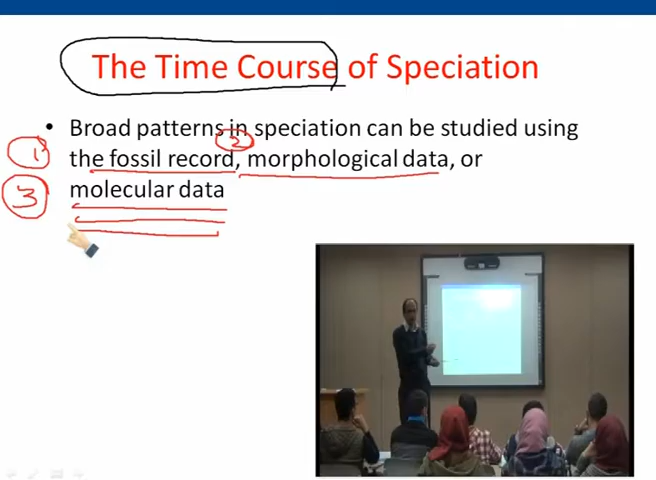 The Time Course of Speciation
• Broad patterns in speciation can be studied using
1 the fossil record, 2 morphological data, or
3 molecular data